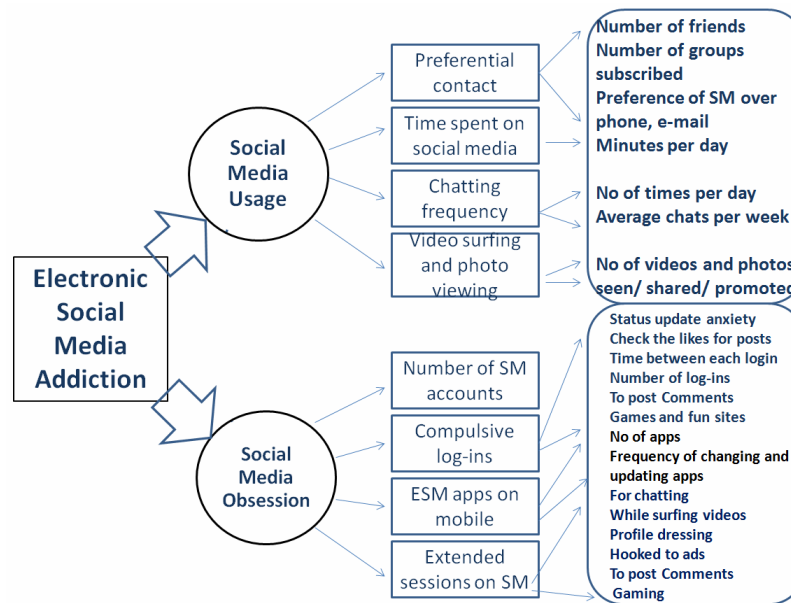 Electronic
Social
Media
Addiction
Social
Media
Usage
Preferential
contact
Time spent on
social media
Chatting
frequency
Video surfing
and photo
viewing
Number of friends
Number of groups
subscribed
Preference of SM over
phone, e-mail
Minutes per day
No of times per day
Average chats per week
No of videos and photos
seen/ shared/ promoted
Social
Media
Obsession
Number of SM
accounts
Compulsive
log-ins
ESM apps on
mobile
Extended
sessions on SM
Status update anxiety
Check the likes for posts
Time between each login
Number of log-ins
To post Comments
Games and fun sites
No of apps
Frequency of changing and
updating apps
For chatting
While surfing videos
Profile dressing
Hooked to ads
To post Comments
Gaming